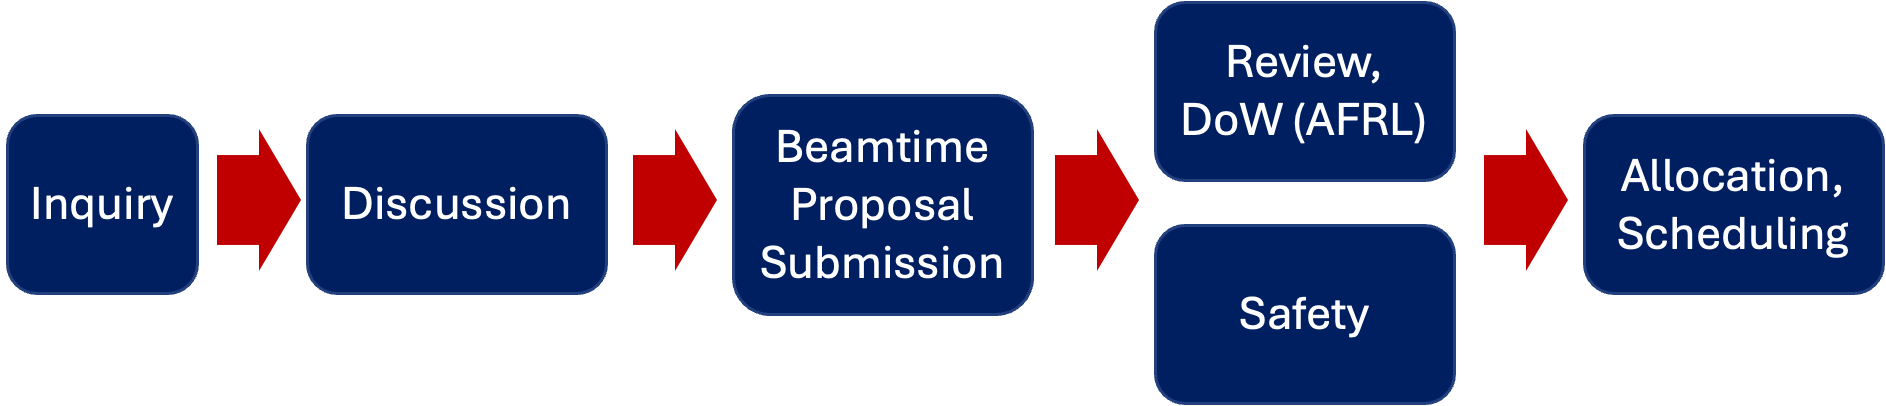 Inquiry
Discussion
Beamtime
Proposal
Submission
Review,
DoW (AFRL)
Safety
Allocation,
Scheduling